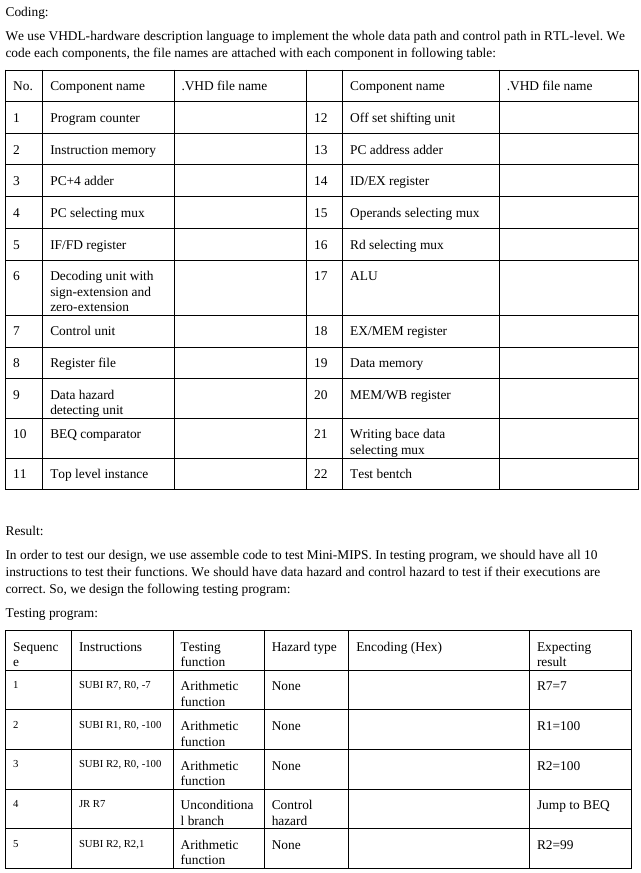 Coding:
We use VHDL-hardware description language to implement the whole data path and control path in RTL-level. We
code each components, the file names are attached with each component in following table:
No. Component name .VHD file name Component name .VHD file name
1 Program counter 12 Off set shifting unit
2 Instruction memory 13 PC address adder
3 PC+4 adder 14 ID/EX register
4 PC selecting mux 15 Operands selecting mux
5 IF/FD register 16 Rd selecting mux
6 Decoding unit with 17 ALU
sign-extension and
zero-extension
7 Control unit 18 EX/MEM register
8 Register file 19 Data memory
9 Data hazard 20 MEM/WB register
detecting unit
10 BEQ comparator 21 Writing bace data
selecting mux
11 Top level instance 22 Test bentch
Result:
In order to test our design, we use assemble code to test Mini-MIPS. In testing program, we should have all 10
instructions to test their functions. We should have data hazard and control hazard to test if their executions are
correct. So, we design the following testing program:
Testing program:
Sequenc Instructions Testing Hazard type Encoding (Hex) Expecting
e function result
1 SUBI R7, R0, -7 Arithmetic None R7=7
function
2 SUBI R1, R0, -100 Arithmetic None R1=100
function
3 SUBI R2, R0, -100 Arithmetic None R2=100
function
4 JR R7 Unconditiona Control Jump to BEQ
l branch hazard
5 SUBI R2, R2,1 Arithmetic None R2=99
function